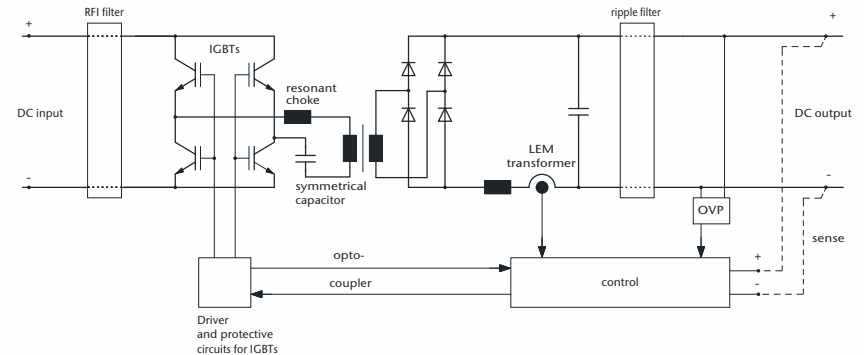 RFI filter
ripple filter
+
+
IGBTs
resonant
choke
DC input
DC output
LEM
transformer
-
-
symmetrical
capacitor
OVP
sense
opto-
+
coupler
control
-
Driver
and protective
circuits for IGBTs